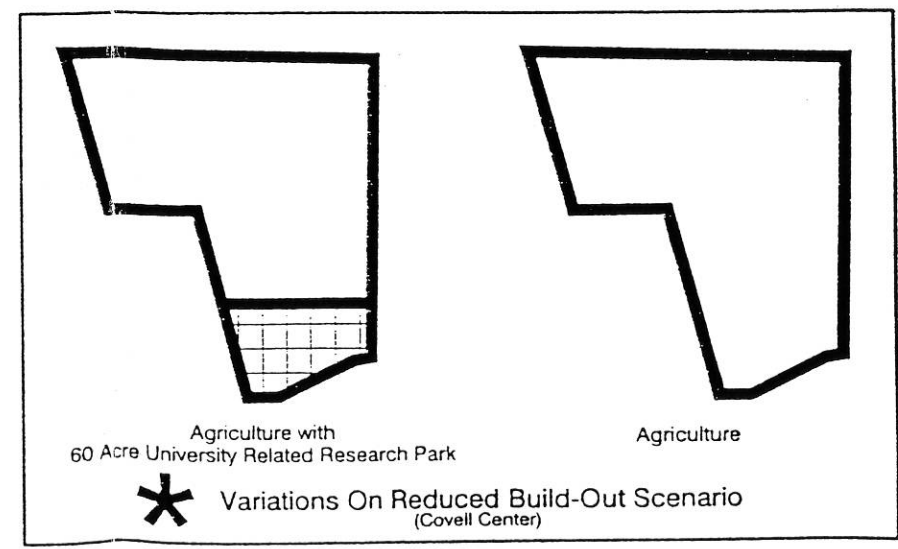 Agriculture with
60 Acre University Related Research Park
Agriculture
Variations On Reduced Build-Out Scenario
(Covell Center)